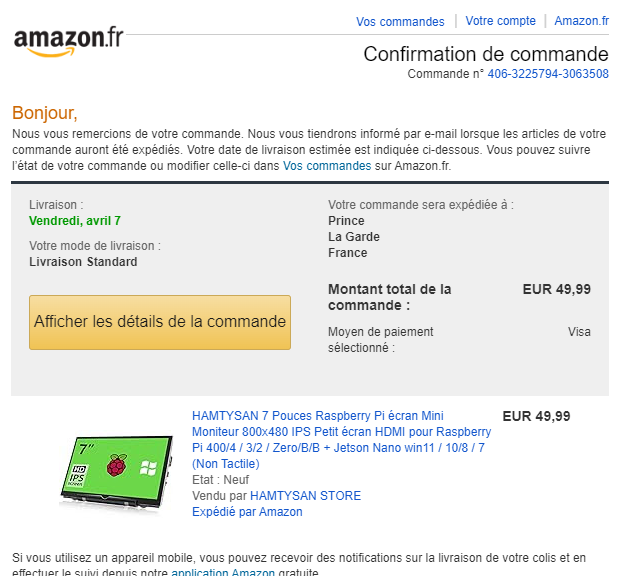 Vos commandes | Votre compte | Amazon.fr
amazon.fr
Confirmation de commande
Commande n° 406-3225794-3063508
Bonjour,
Nous vous remercions de votre commande. Nous vous tiendrons informé par e-mail lorsque les articles de votre
commande auront été expédiés. Votre date de livraison estimée est indiquée ci-dessous. Vous pouvez suivre
l'état de votre commande ou modifier celle-ci dans Vos commandes sur Amazon.fr.
Livraison :
Vendredi, avril 7
Votre mode de livraison :
Livraison Standard
Afficher les détails de la commande
Votre commande sera expédiée à :
Prince
La Garde
France
Montant total de la EUR 49,99
commande :
Moyen de paiement Visa
sélectionné :
7"
HD
IPS
SCREEN
HAMTYSAN 7 Pouces Raspberry Pi écran Mini EUR 49,99
Moniteur 800x480 IPS Petit écran HDMI pour Raspberry
Pi 400/4 / 3/2 / Zero/B/B + Jetson Nano win11 / 10/8 / 7
(Non Tactile)
Etat : Neuf
Vendu par HAMTYSAN STORE
Expédié par Amazon
Si vous utilisez un appareil mobile, vous pouvez recevoir des notifications sur la livraison de votre colis et en
effectuer le suivi depuis notre application Amazon gratuite.